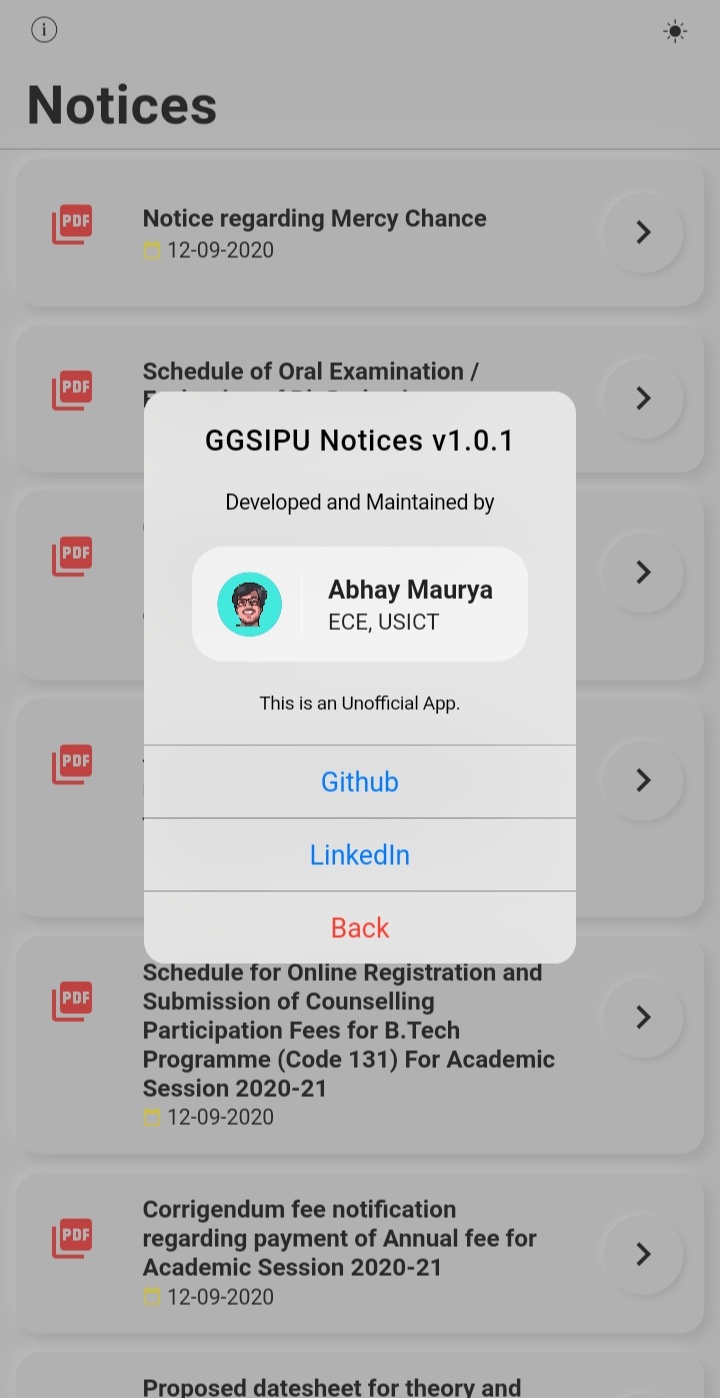 Notices
PDF
Notice regarding Mercy Chance
12-09-2020
PDF
Schedule of Oral Examination /
PDF
GGSIPU Notices v1.0.1
Developed and Maintained by
Abhay Maurya
ECE, USICT
This is an Unofficial App.
PDF
Github
LinkedIn
Back
PDF
Schedule for Online Registration and
Submission of Counselling
Participation Fees for B.Tech
Programme (Code 131) For Academic
Session 2020-21
12-09-2020
PDF
Corrigendum fee notification
regarding payment of Annual fee for
Academic Session 2020-21
12-09-2020
Proposed datesheet for theory and